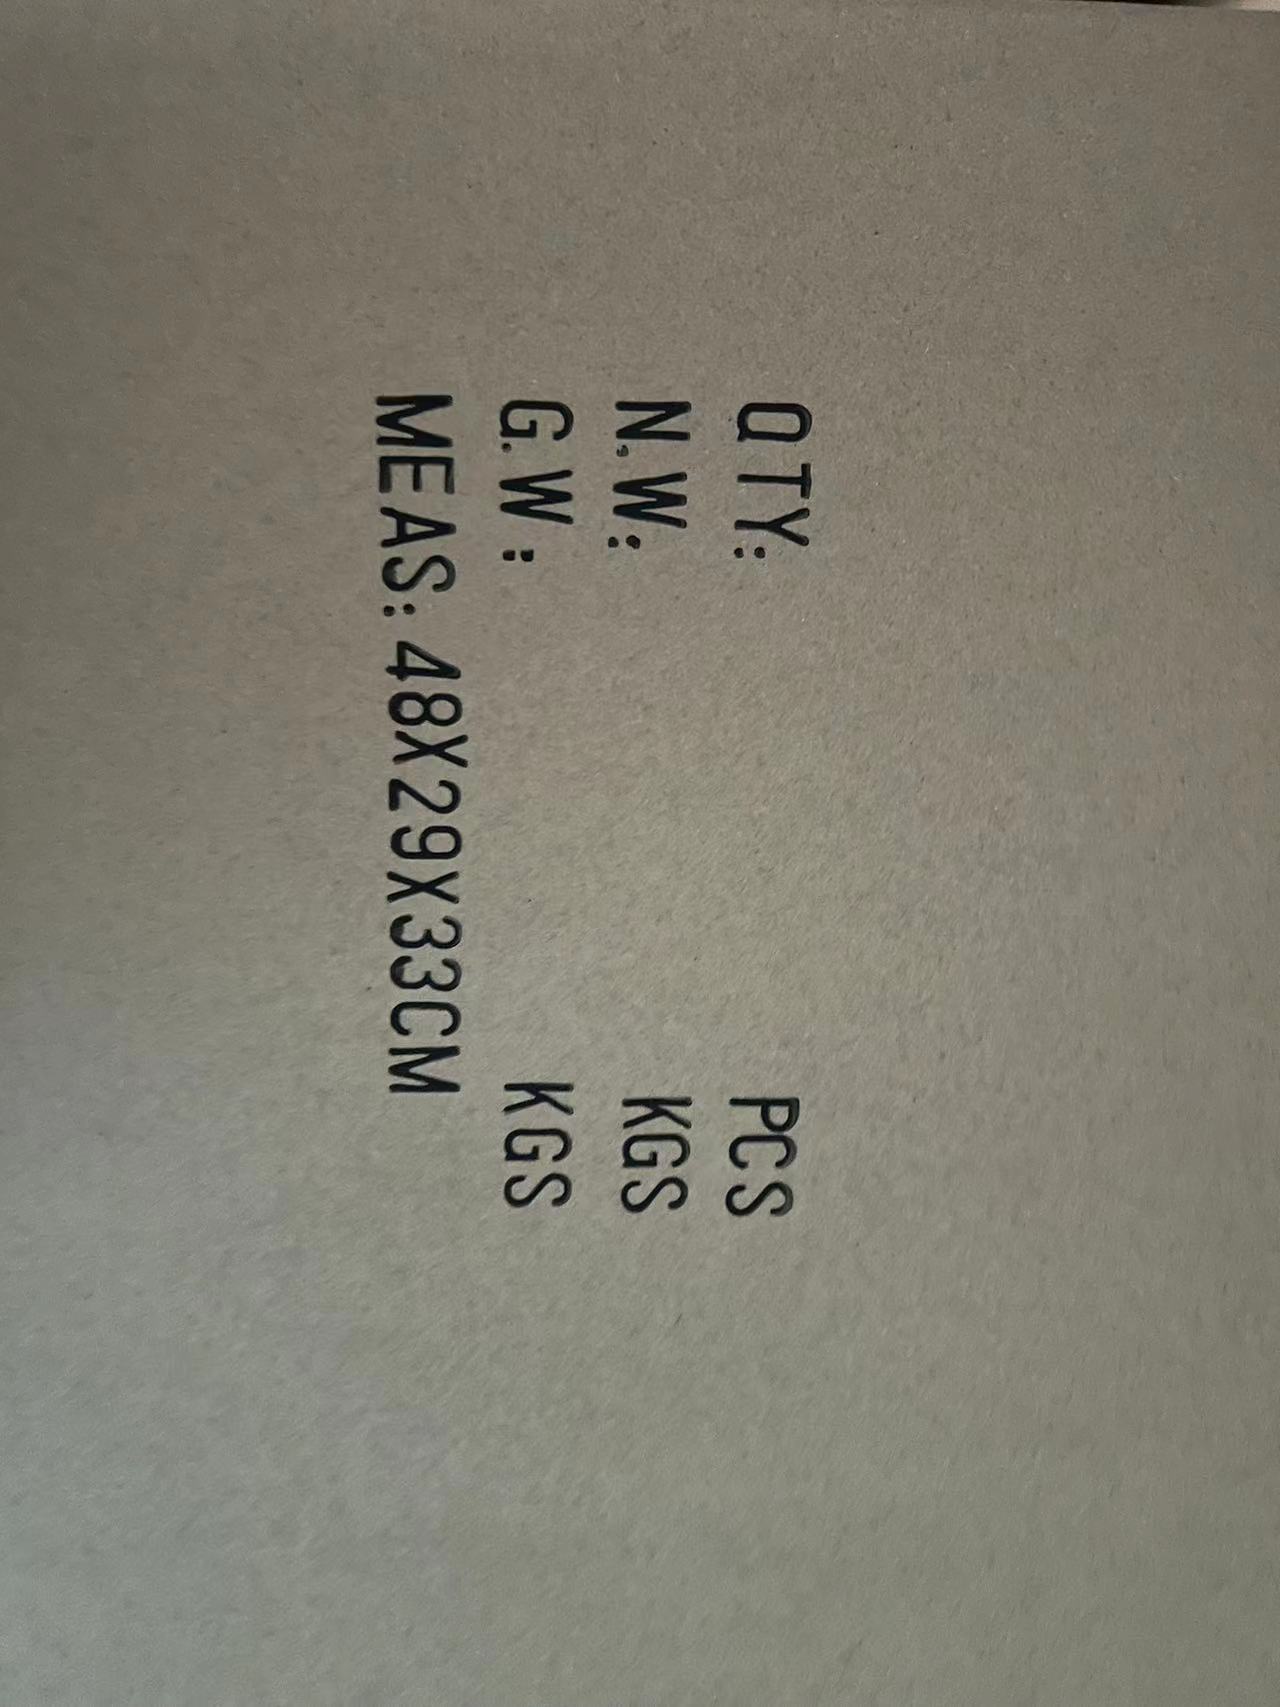 QTY: PCS
N.W.: KGS
G.W: KGS
MEAS: 48X29X33CM